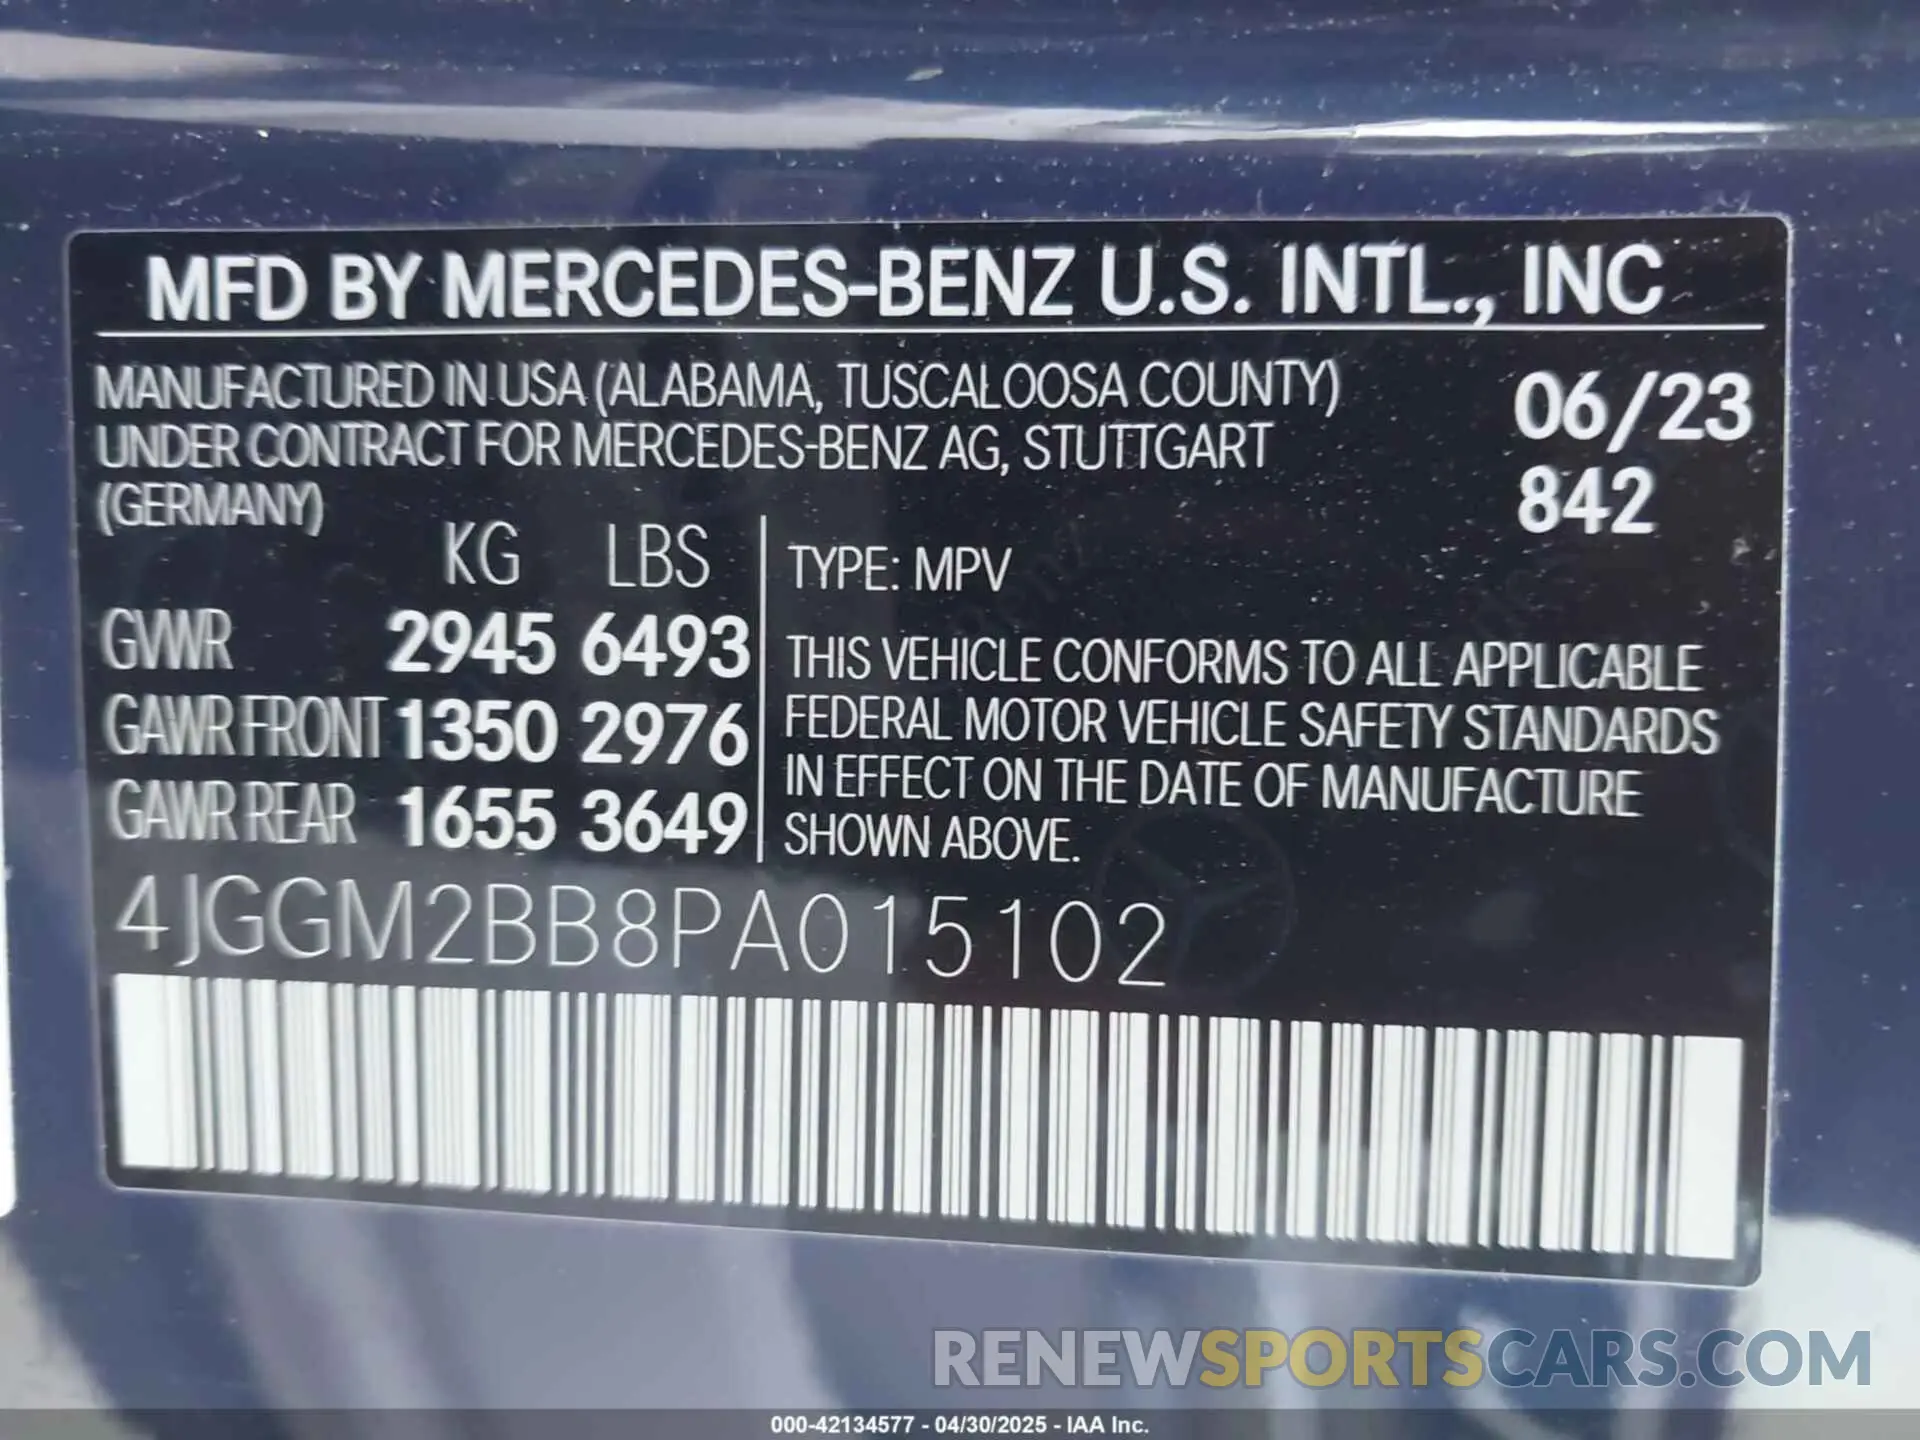 MFD BY MERCEDES-BENZ U.S. INTL., INC
MANUFACTURED IN USA (ALABAMA, TUSCALOOSA COUNTY)
UNDER CONTRACT FOR MERCEDES-BENZ AG, STUTTGART
(GERMANY)
06/23
842
KG LBS
GVWR 2945 6493
GAWR FRONT 1350 2976
GAWR REAR 1655 3649
TYPE: MPV
THIS VEHICLE CONFORMS TO ALL APPLICABLE
FEDERAL MOTOR VEHICLE SAFETY STANDARDS
IN EFFECT ON THE DATE OF MANUFACTURE
SHOWN ABOVE.
4JGGM2BB8PA015102
RENEWSPORTSCARS.COM
000-42134577 - 04/30/2025 - IAA Inc.